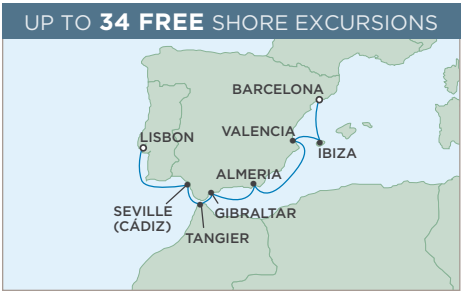 UP TO 34 FREE SHORE EXCURSIONS
BARCELONA
VALENCIA
LISBON
IBIZA
ALMERIA
SEVILLE
(CÁDIZ)
GIBRALTAR
TANGIER